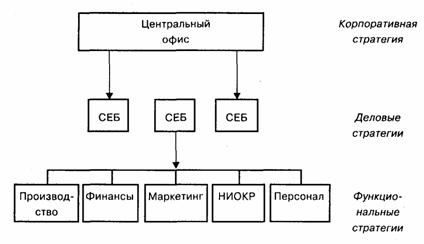 Центральный
офис
Корпоративная
стратегия
СЕБ СЕБ СЕБ
Деловые
стратегии
Производ-
ство
Финансы
Маркетинг
НИОКР
Персонал
Функцио-
нальные
стратегии